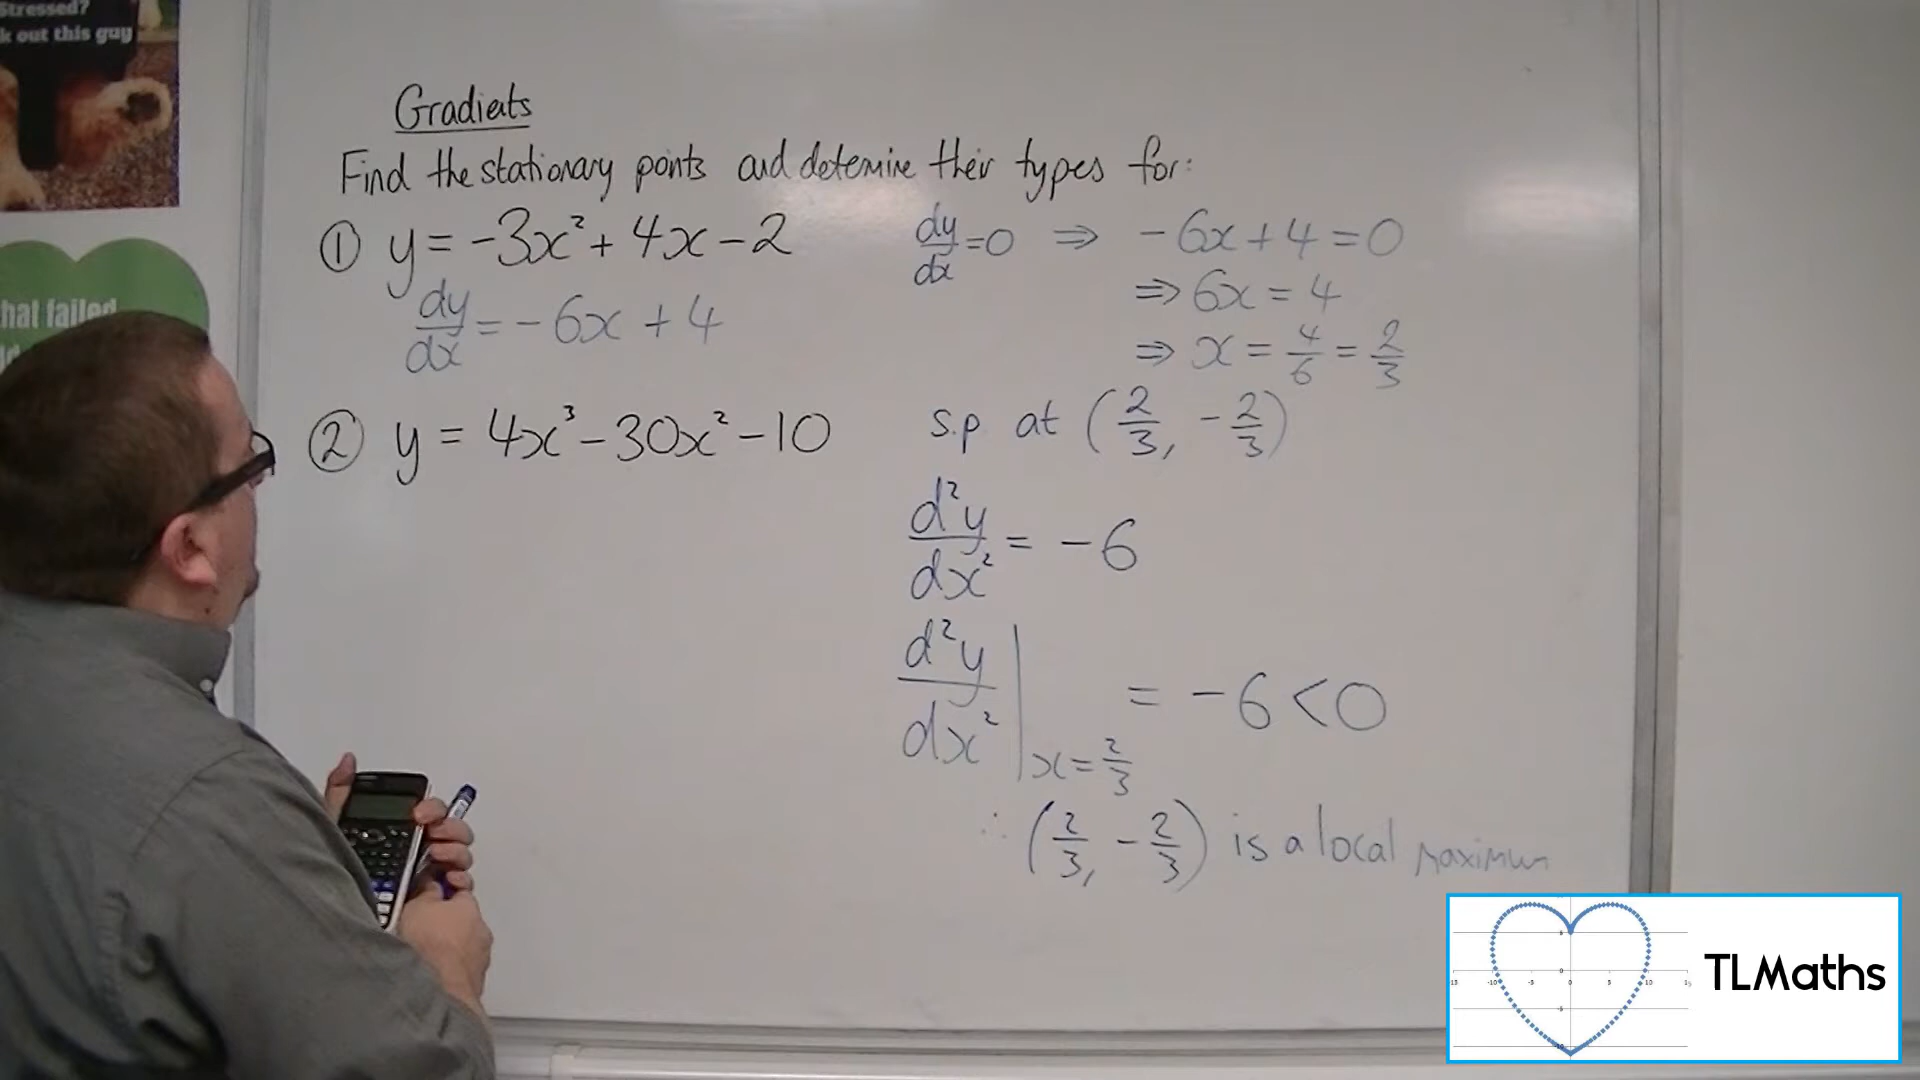 Stressed?
k out this guy
hat failed
Gradients
Find the stationary points and determine their types for:
① y = -3x² + 4x - 2
dy/dx = -6x + 4
② y = 4x³ - 30x² - 10
dy/dx = 0 ⇒ -6x + 4 = 0
⇒ 6x = 4
⇒ x = 4/6 = 2/3
s.p at (2/3, -2/3)
d²y/dx² = -6
d²y/dx² | x = 2/3 = -6 < 0
∴ (2/3, -2/3) is a local maximum
TLMaths